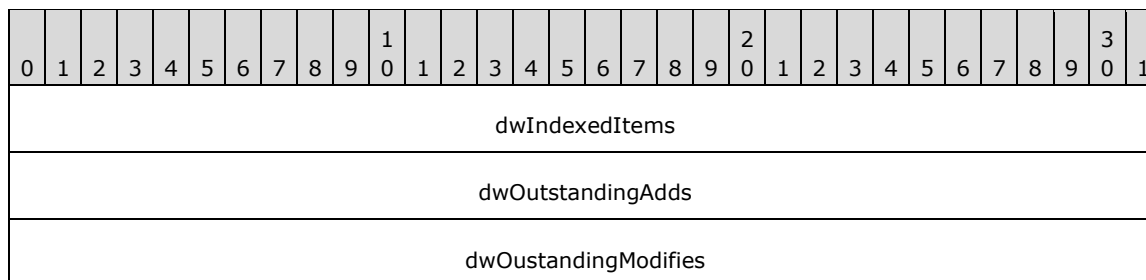 1 2 3
0 1 2 3 4 5 6 7 8 9 0 1 2 3 4 5 6 7 8 9 0 1 2 3 4 5 6 7 8 9 0 1
dwIndexedItems
dwOutstandingAdds
dwOustandingModifies